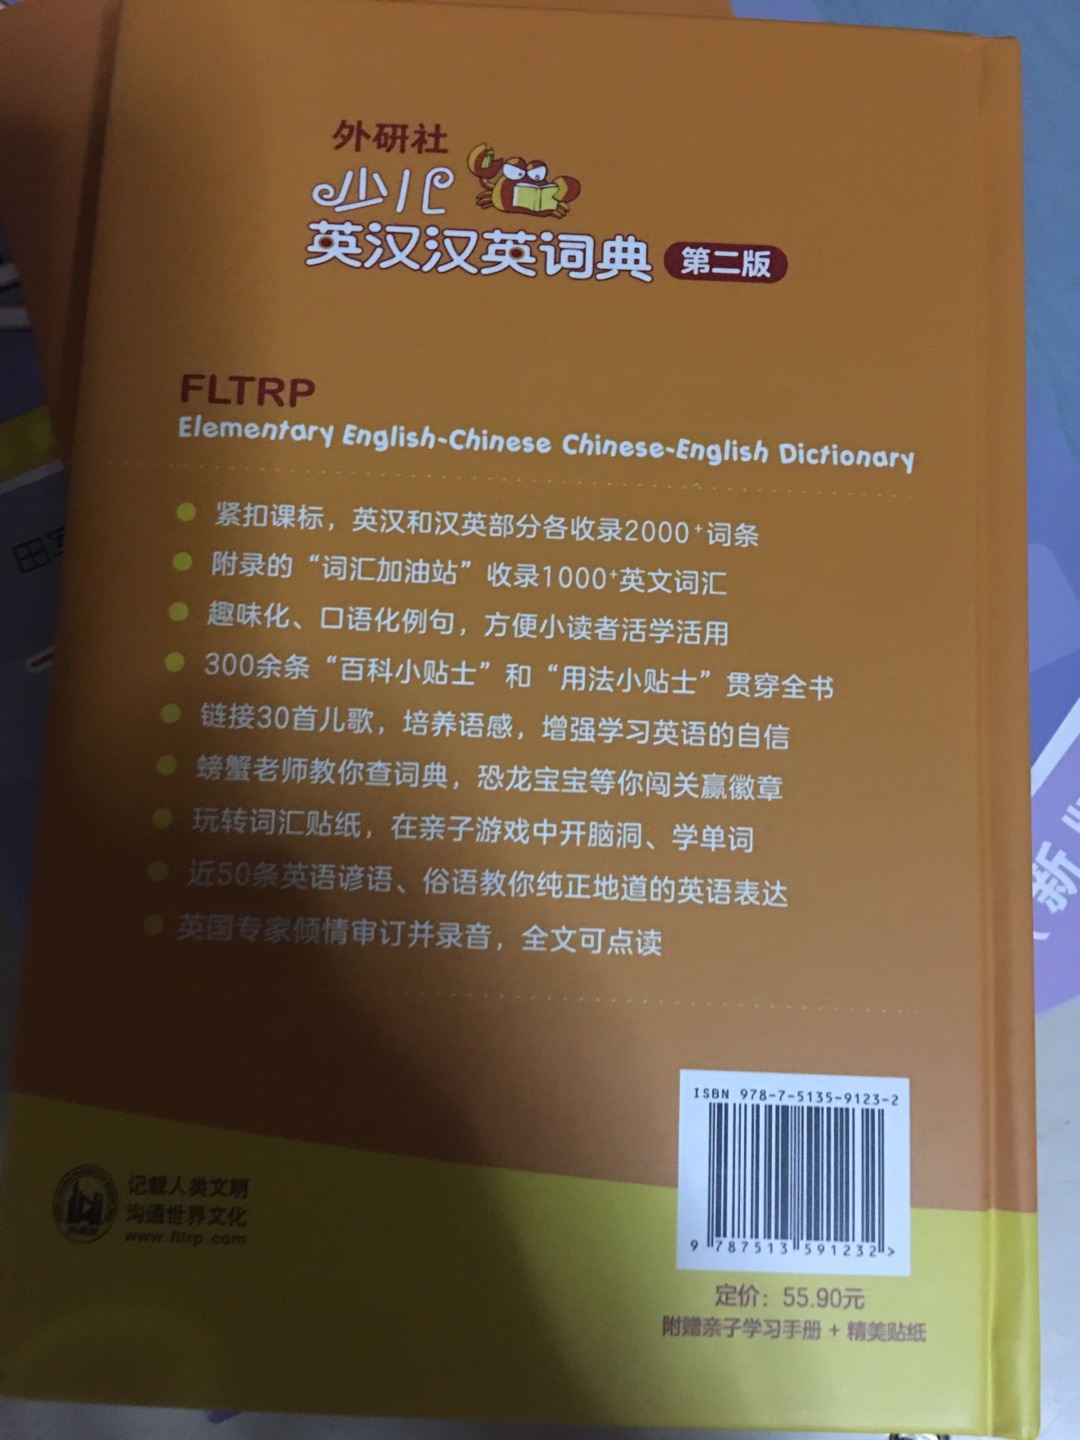 外研社
少儿
英汉汉英词典 第二版
FLTRP
Elementary English-Chinese Chinese-English Dictionary
紧扣课标，英汉和汉英部分各收录2000⁺词条
附录的“词汇加油站”收录1000⁺英文词汇
趣味化、口语化例句，方便小读者活学活用
300余条“百科小贴士”和“用法小贴士”贯穿全书
链接30首儿歌，培养语感，增强学习英语的自信
螃蟹老师教你查词典，恐龙宝宝等你闯关赢徽章
玩转词汇贴纸，在亲子游戏中开脑洞、学单词
近50条英语谚语、俗语教你纯正地道的英语表达
英国专家倾情审订并录音，全文可点读
ISBN 978-7-5135-9123-2
9 787513 591232 >
记载人类文明
沟通世界文化
www.fltrp.com
定价：55.90元
附赠亲子学习手册 + 精美贴纸
田
新